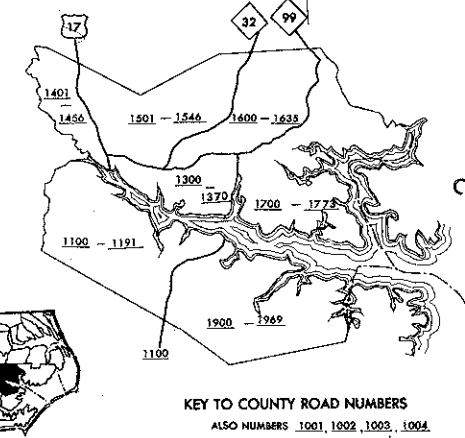 17
32
99
1401
—
1456
1501 — 1546
1600 — 1635
1300 —
1370
1700 — 1773
1100 — 1191
1900 — 1969
1100
KEY TO COUNTY ROAD NUMBERS
ALSO NUMBERS 1001, 1002, 1003, 1004